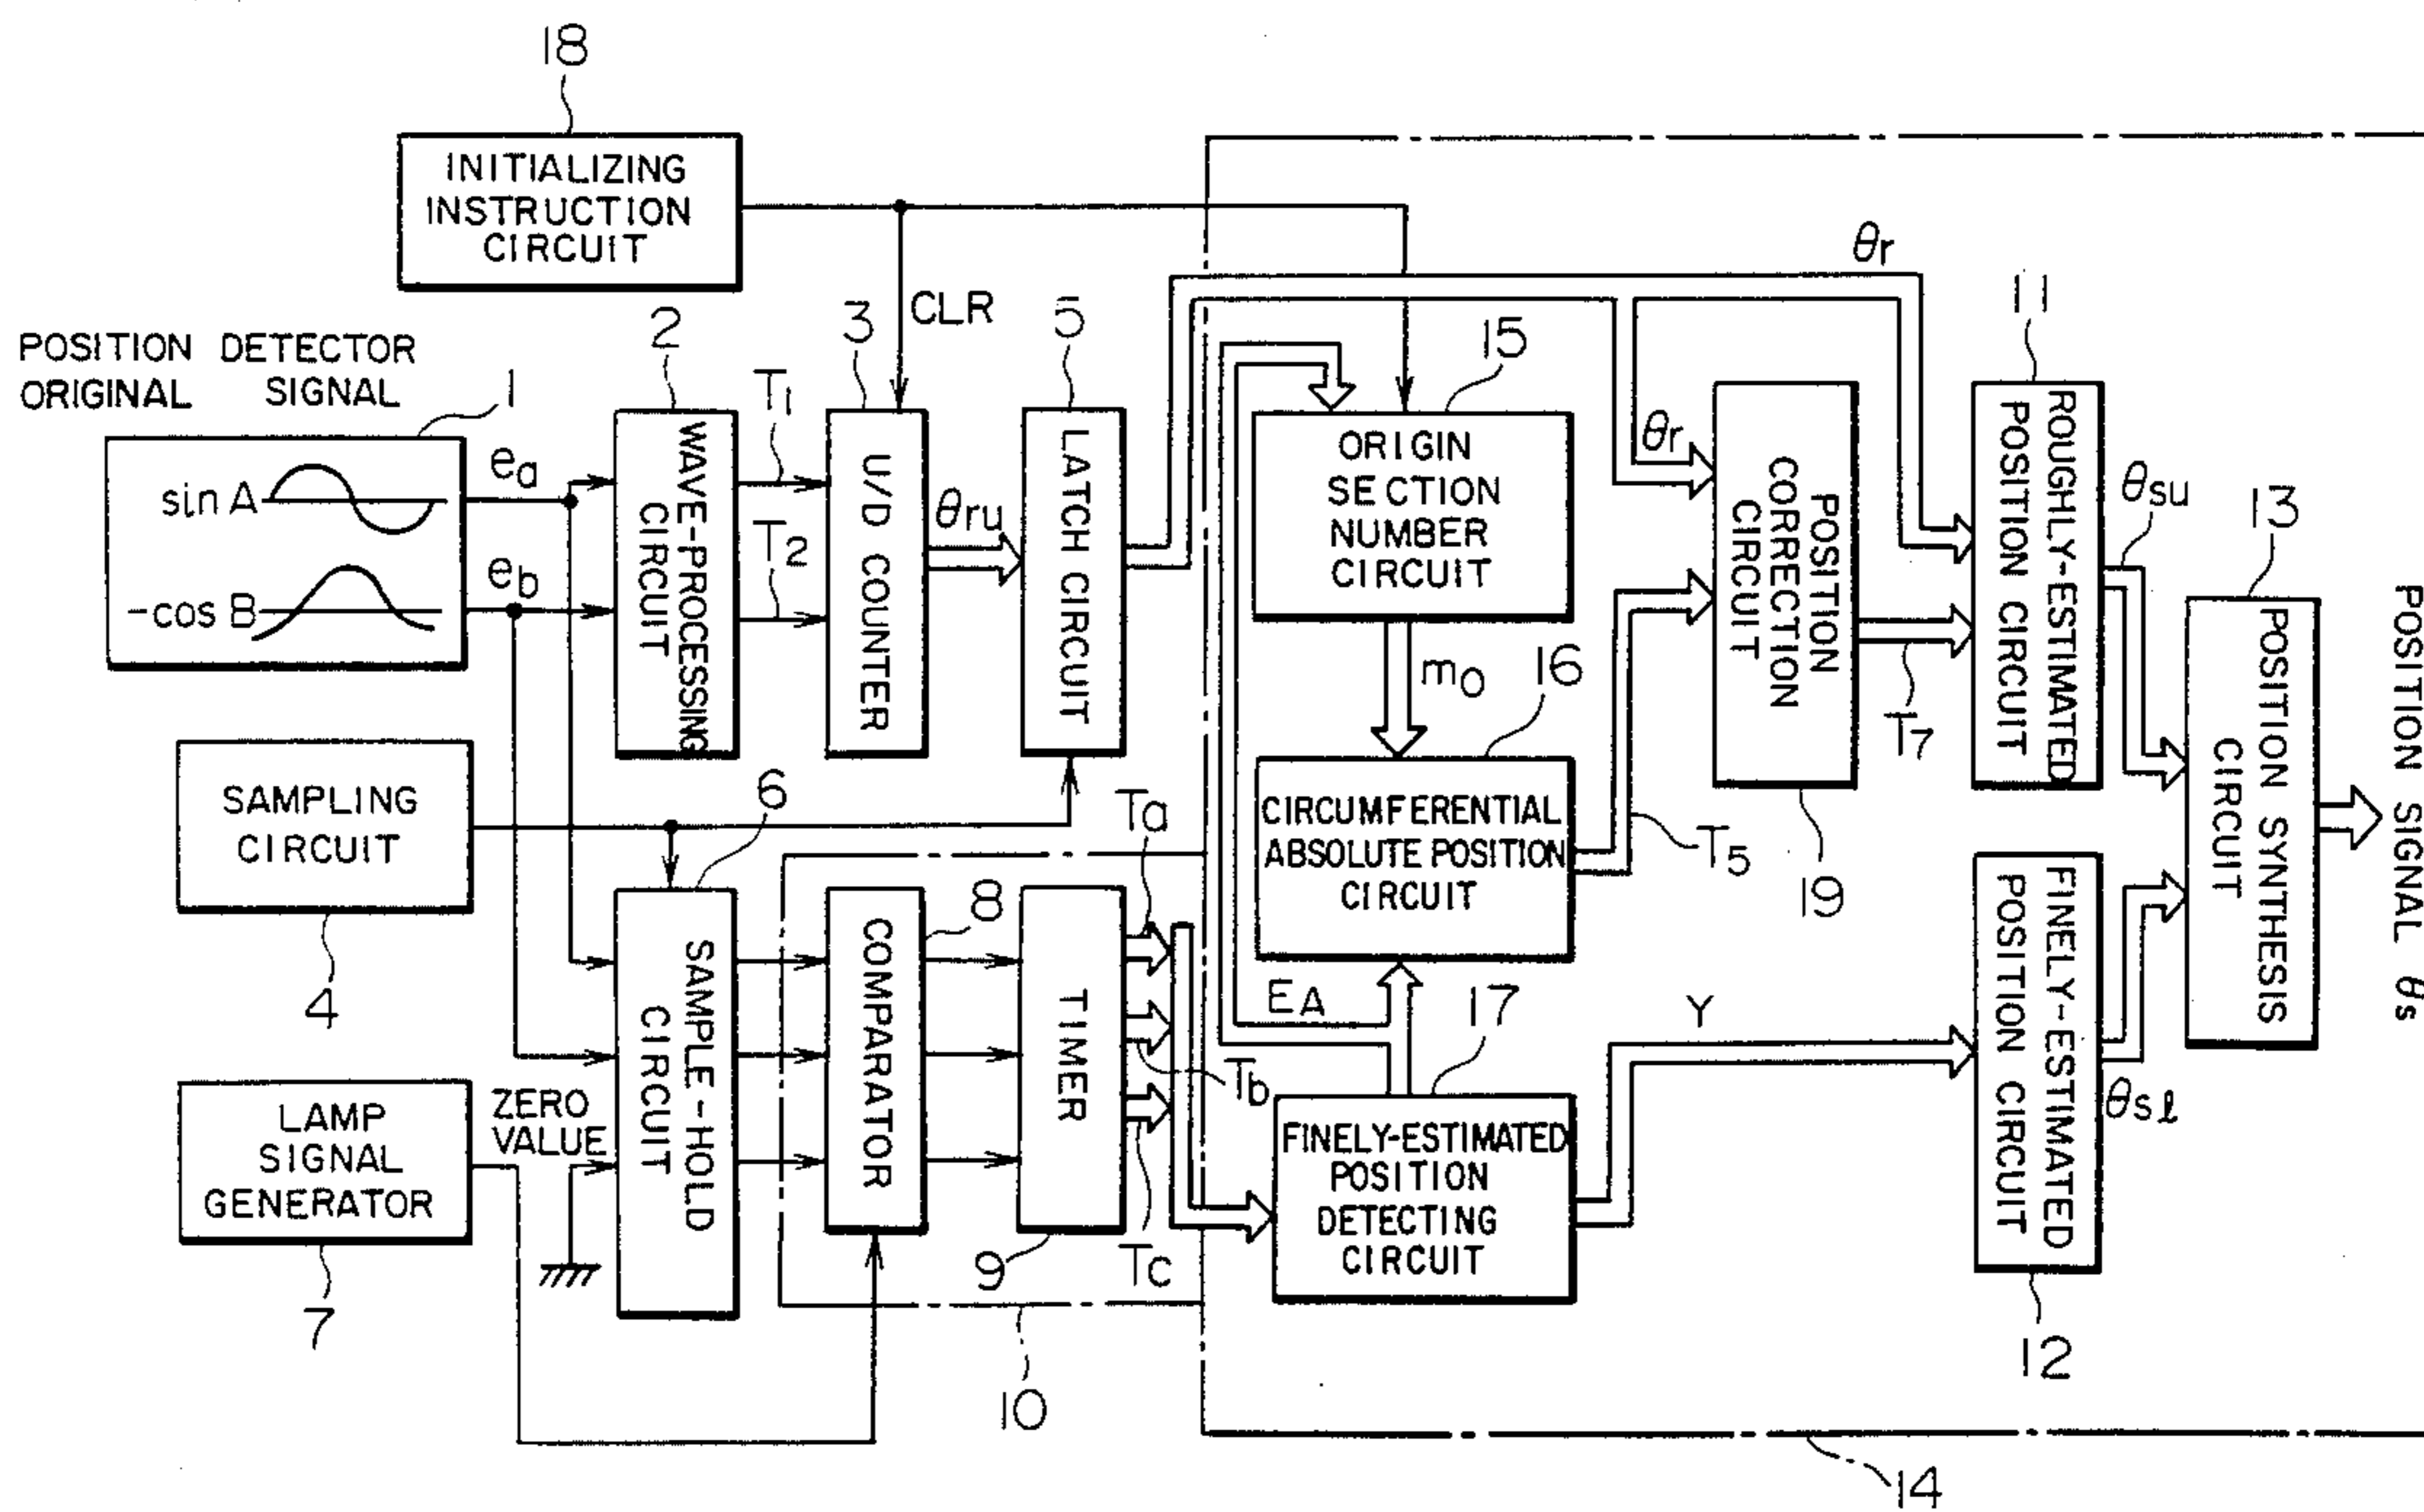 18
INITIALIZING
INSTRUCTION
CIRCUIT
CLR
POSITION DETECTOR
ORIGINAL SIGNAL
1
sin A
-cos B
ea
eb
2
WAVE-PROCESSING
CIRCUIT
T1
T2
3
U/D COUNTER
θru
5
LATCH CIRCUIT
θr
15
ORIGIN
SECTION
NUMBER
CIRCUIT
mo
16
CIRCUMFERENTIAL
ABSOLUTE POSITION
CIRCUIT
T5
θr
POSITION
CORRECTION
CIRCUIT
19
T7
11
ROUGHLY-ESTIMATED
POSITION CIRCUIT
θsu
13
POSITION SYNTHESIS
CIRCUIT
POSITION SIGNAL θs
SAMPLING
CIRCUIT
4
6
SAMPLE-HOLD
CIRCUIT
ZERO
VALUE
LAMP
SIGNAL
GENERATOR
7
8
COMPARATOR
TIMER
9
Ta
Tb
Tc
10
EA
17
FINELY-ESTIMATED
POSITION
DETECTING
CIRCUIT
Y
FINELY-ESTIMATED
POSITION CIRCUIT
θsℓ
12
14